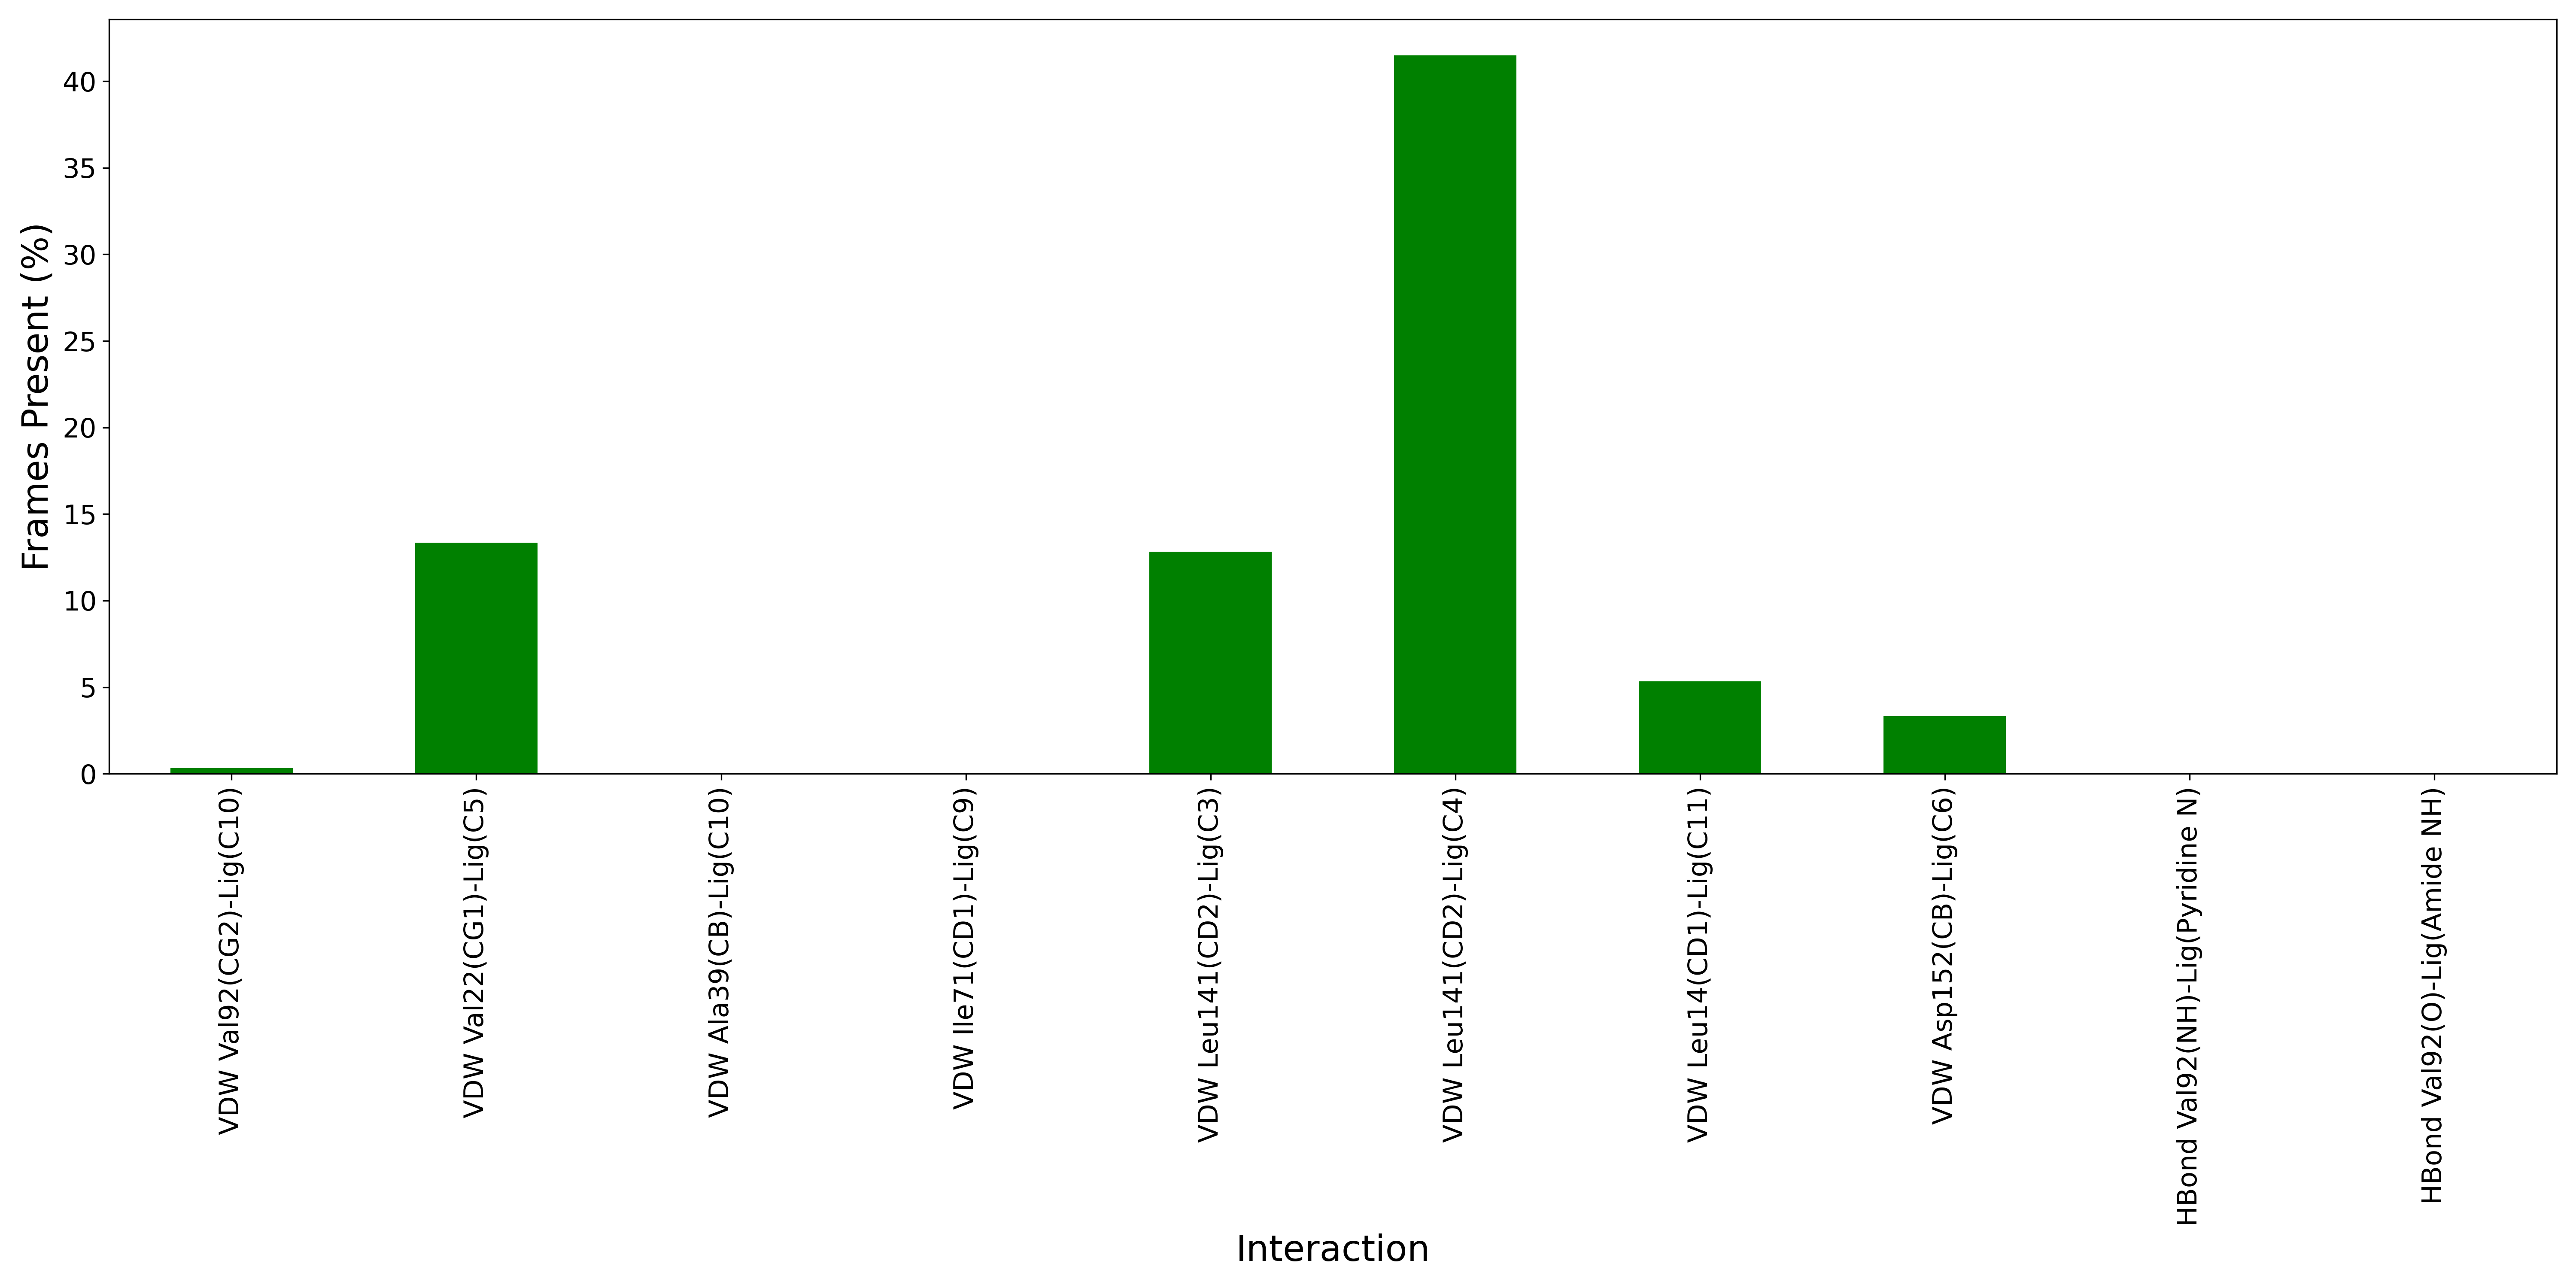 Frames Present (%)
40
35
30
25
20
15
10
5
0
VDW Val92(CG2)-Lig(C10)
VDW Val22(CG1)-Lig(C5)
VDW Ala39(CB)-Lig(C10)
VDW Ile71(CD1)-Lig(C9)
VDW Leu141(CD2)-Lig(C3)
VDW Leu141(CD2)-Lig(C4)
VDW Leu14(CD1)-Lig(C11)
VDW Asp152(CB)-Lig(C6)
HBond Val92(NH)-Lig(Pyridine N)
HBond Val92(O)-Lig(Amide NH)
Interaction